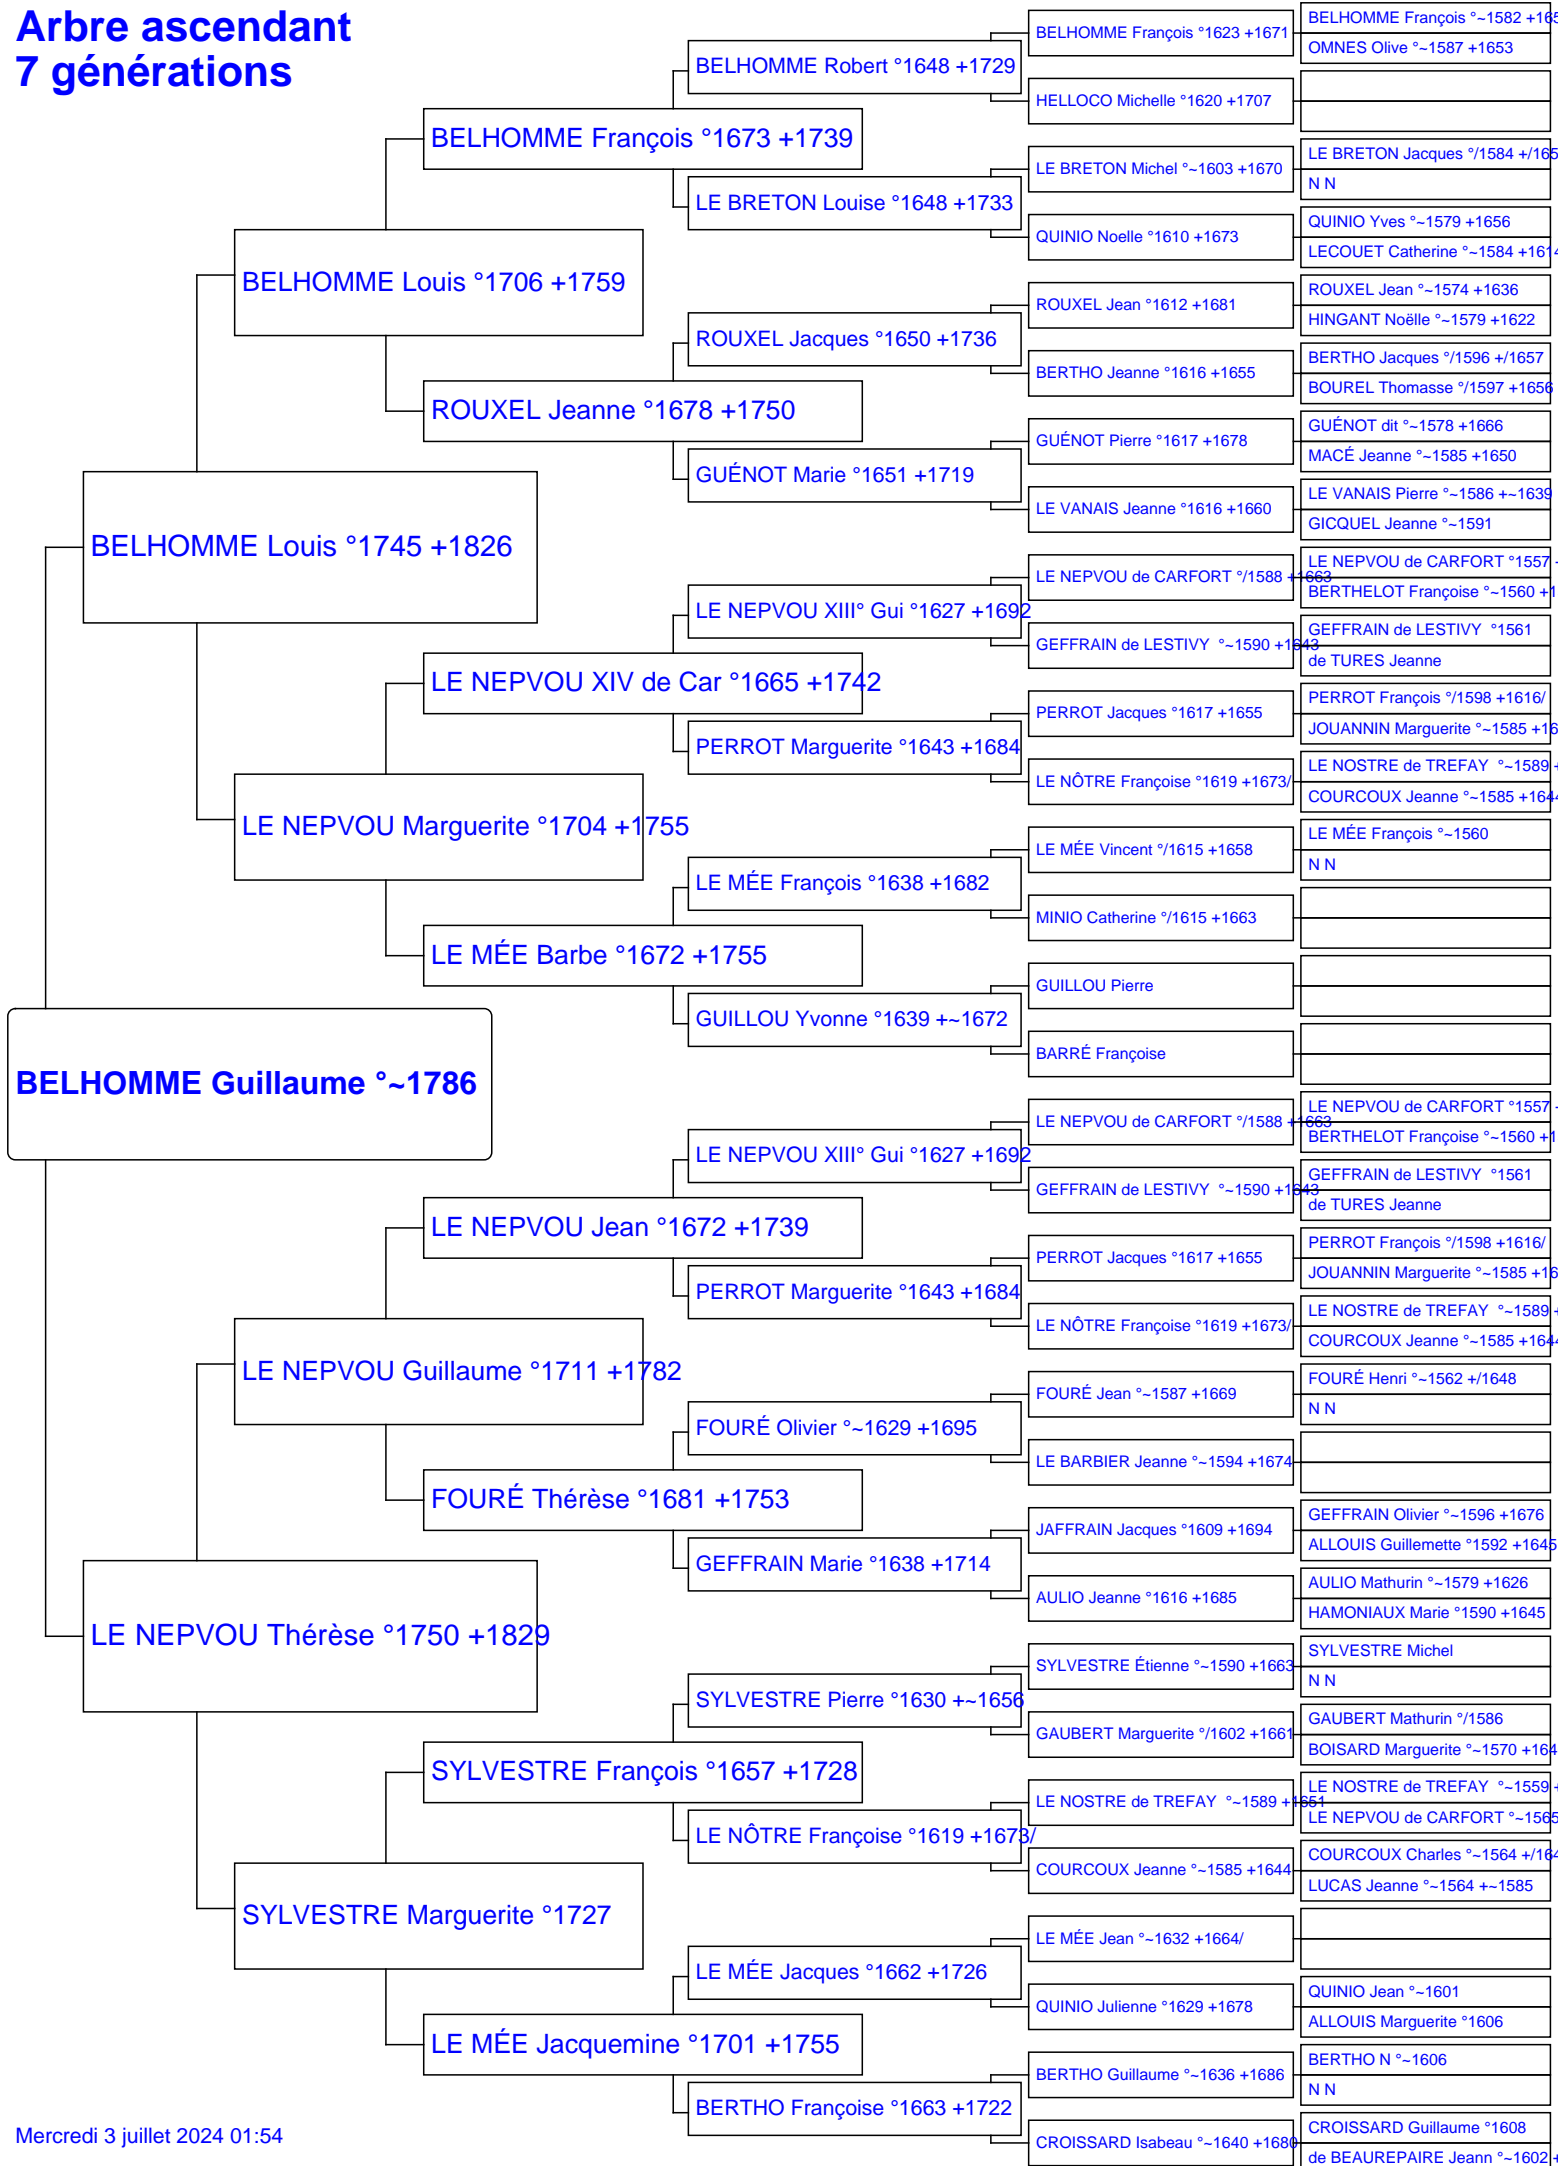 Arbre ascendant
7 générations
BELHOMME Guillaume °~1786
BELHOMME Louis °1745 +1826
LE NEPVOU Thérèse °1750 +1829
BELHOMME Louis °1706 +1759
LE NEPVOU Marguerite °1704 +1755
LE NEPVOU Guillaume °1711 +1782
SYLVESTRE Marguerite °1727
BELHOMME François °1673 +1739
ROUXEL Jeanne °1678 +1750
LE NEPVOU XIV de Car °1665 +1742
LE MÉE Barbe °1672 +1755
LE NEPVOU Jean °1672 +1739
FOURÉ Thérèse °1681 +1753
SYLVESTRE François °1657 +1728
LE MÉE Jacquemine °1701 +1755
BELHOMME Robert °1648 +1729
LE BRETON Louise °1648 +1733
ROUXEL Jacques °1650 +1736
GUÉNOT Marie °1651 +1719
LE NEPVOU XIII° Gui °1627 +1692
PERROT Marguerite °1643 +1684
LE MÉE François °1638 +1682
GUILLOU Yvonne °1639 +~1672
LE NEPVOU XIII° Gui °1627 +1692
PERROT Marguerite °1643 +1684
FOURÉ Olivier °~1629 +1695
GEFFRAIN Marie °1638 +1714
SYLVESTRE Pierre °1630 +~1656
LE NÔTRE Françoise °1619 +1673/
LE MÉE Jacques °1662 +1726
BERTHO Françoise °1663 +1722
BELHOMME François °1623 +1671
HELLOCO Michelle °1620 +1707
LE BRETON Michel °~1603 +1670
QUINIO Noelle °1610 +1673
ROUXEL Jean °1612 +1681
BERTHO Jeanne °1616 +1655
GUÉNOT Pierre °1617 +1678
LE VANAIS Jeanne °1616 +1660
LE NEPVOU de CARFORT °/1588 +1663
GEFFRAIN de LESTIVY °~1590 +1643
PERROT Jacques °1617 +1655
LE NÔTRE Françoise °1619 +1673/
LE MÉE Vincent °/1615 +1658
MINIO Catherine °/1615 +1663
GUILLOU Pierre
BARRÉ Françoise
LE NEPVOU de CARFORT °/1588 +1663
GEFFRAIN de LESTIVY °~1590 +1643
PERROT Jacques °1617 +1655
LE NÔTRE Françoise °1619 +1673/
FOURÉ Jean °~1587 +1669
LE BARBIER Jeanne °~1594 +1674
JAFFRAIN Jacques °1609 +1694
AULIO Jeanne °1616 +1685
SYLVESTRE Étienne °~1590 +1663
GAUBERT Marguerite °/1602 +1661
LE NOSTRE de TREFAY °~1589 +1651
COURCOUX Jeanne °~1585 +1644
LE MÉE Jean °~1632 +1664/
QUINIO Julienne °1629 +1678
BERTHO Guillaume °~1636 +1686
CROISSARD Isabeau °~1640 +1680
BELHOMME François °~1582 +165
OMNES Olive °~1587 +1653
LE BRETON Jacques °/1584 +/165
N N
QUINIO Yves °~1579 +1656
LECOUET Catherine °~1584 +1614
ROUXEL Jean °~1574 +1636
HINGANT Noëlle °~1579 +1622
BERTHO Jacques °/1596 +/1657
BOUREL Thomasse °/1597 +1656
GUÉNOT dit °~1578 +1666
MACÉ Jeanne °~1585 +1650
LE VANAIS Pierre °~1586 +~1639
GICQUEL Jeanne °~1591
LE NEPVOU de CARFORT °1557 +
BERTHELOT Françoise °~1560 +1
GEFFRAIN de LESTIVY °1561
de TURES Jeanne
PERROT François °/1598 +1616/
JOUANNIN Marguerite °~1585 +16
LE NOSTRE de TREFAY °~1589 +
COURCOUX Jeanne °~1585 +1644
LE MÉE François °~1560
N N
LE NEPVOU de CARFORT °1557 +
BERTHELOT Françoise °~1560 +1
GEFFRAIN de LESTIVY °1561
de TURES Jeanne
PERROT François °/1598 +1616/
JOUANNIN Marguerite °~1585 +16
LE NOSTRE de TREFAY °~1589 +
COURCOUX Jeanne °~1585 +1644
FOURÉ Henri °~1562 +/1648
N N
GEFFRAIN Olivier °~1596 +1676
ALLOUIS Guillemette °1592 +1645
AULIO Mathurin °~1579 +1626
HAMONIAUX Marie °1590 +1645
SYLVESTRE Michel
N N
GAUBERT Mathurin °/1586
BOISARD Marguerite °~1570 +164
LE NOSTRE de TREFAY °~1559 +
LE NEPVOU de CARFORT °~1565
COURCOUX Charles °~1564 +/164
LUCAS Jeanne °~1564 +~1585
QUINIO Jean °~1601
ALLOUIS Marguerite °1606
BERTHO N °~1606
N N
CROISSARD Guillaume °1608
de BEAUREPAIRE Jeann °~1602 +
Mercredi 3 juillet 2024 01:54